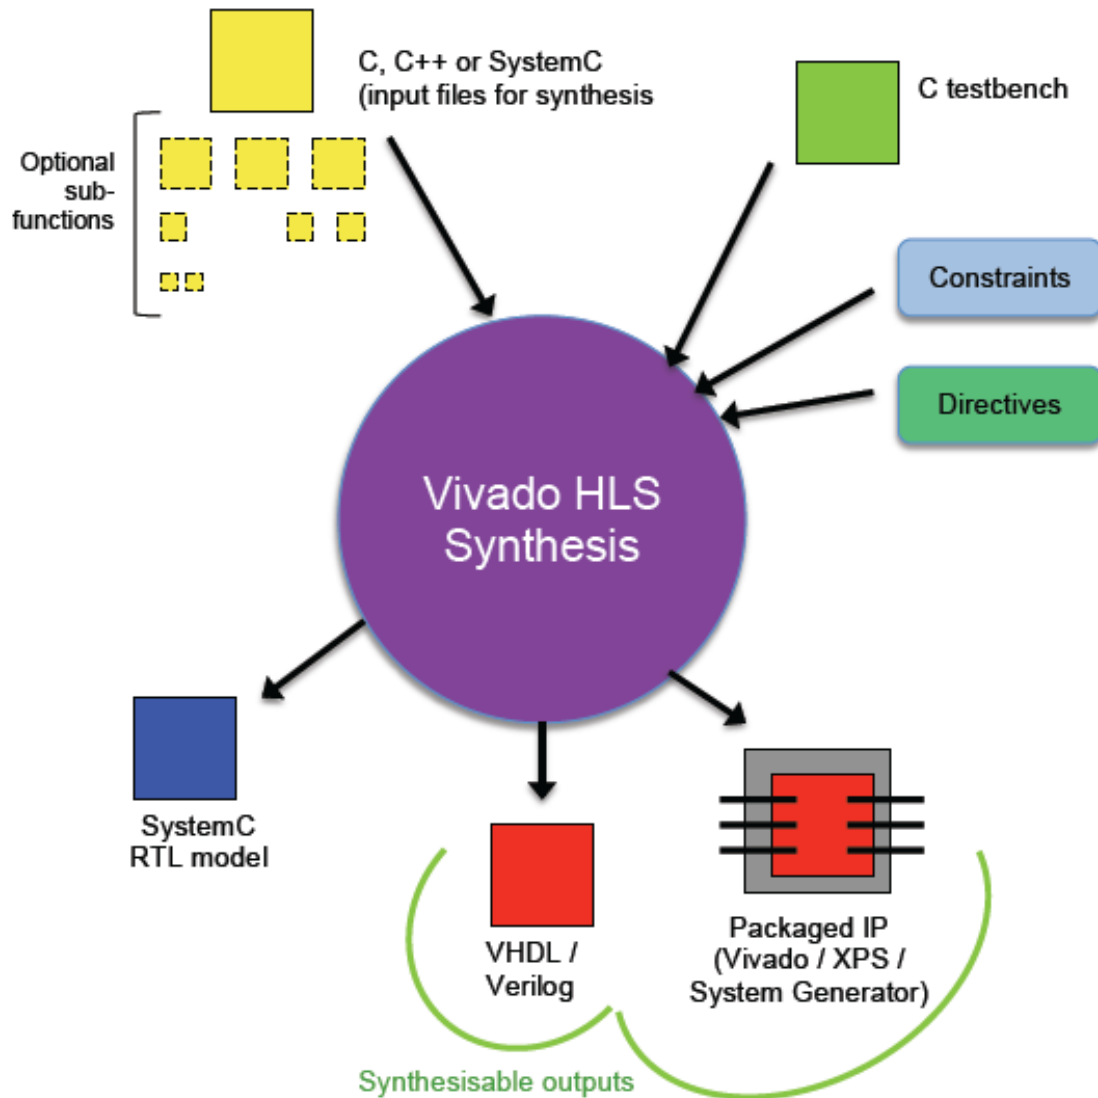 C, C++ or SystemC
(input files for synthesis
C testbench
Optional
sub-
functions
Constraints
Directives
Vivado HLS
Synthesis
SystemC
RTL model
VHDL /
Verilog
Packaged IP
(Vivado / XPS /
System Generator)
Synthesisable outputs